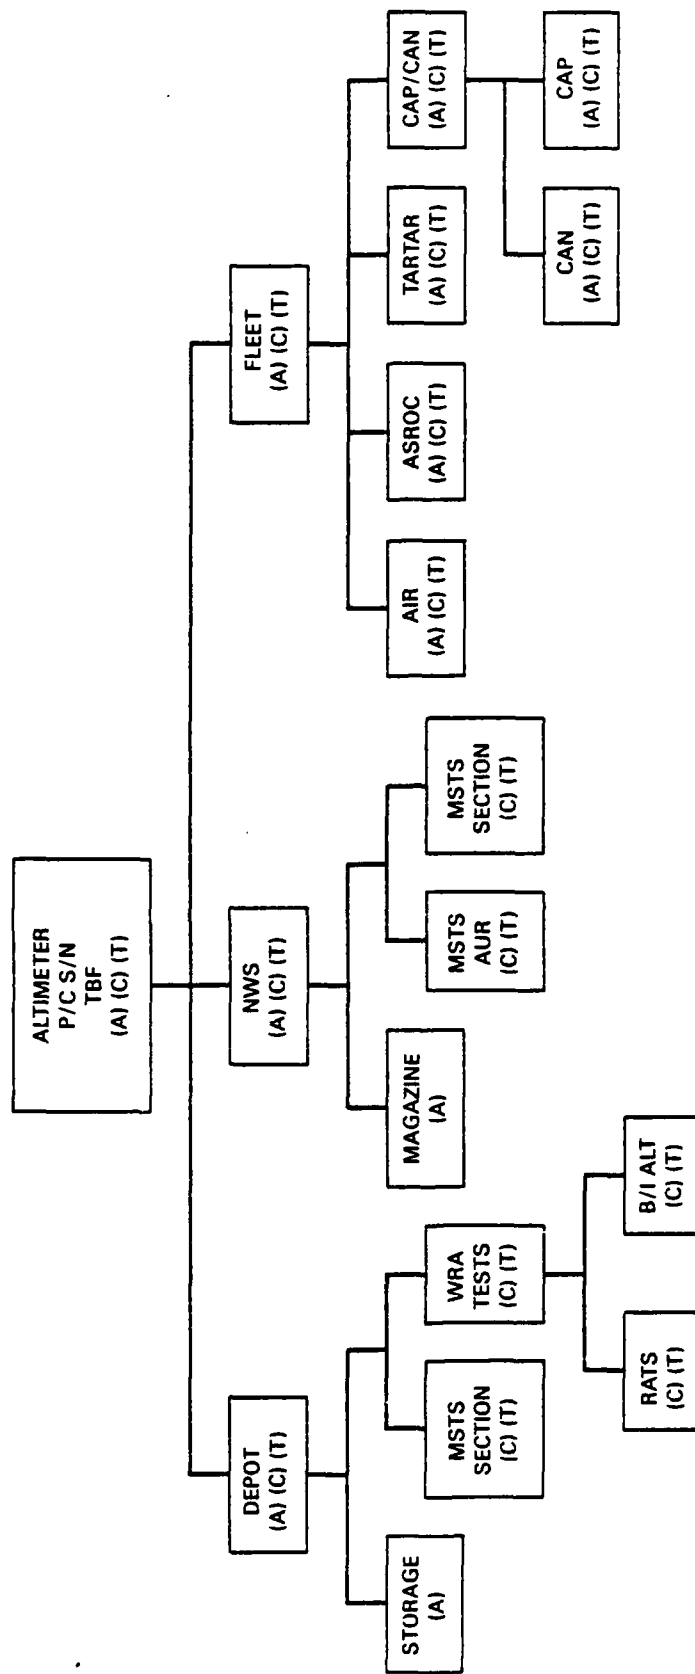 ALTIMETER
P/C S/N
TBF
(A) (C) (T)
DEPOT
(A) (C) (T)
NWS
(A) (C) (T)
FLEET
(A) (C) (T)
STORAGE
(A)
MSTS
SECTION
(C) (T)
WRA
TESTS
(C) (T)
RATS
(C) (T)
B/I ALT
(C) (T)
MAGAZINE
(A)
MSTS
AUR
(C) (T)
MSTS
SECTION
(C) (T)
AIR
(A) (C) (T)
ASROC
(A) (C) (T)
TARTAR
(A) (C) (T)
CAP/CAN
(A) (C) (T)
CAN
(A) (C) (T)
CAP
(A) (C) (T)